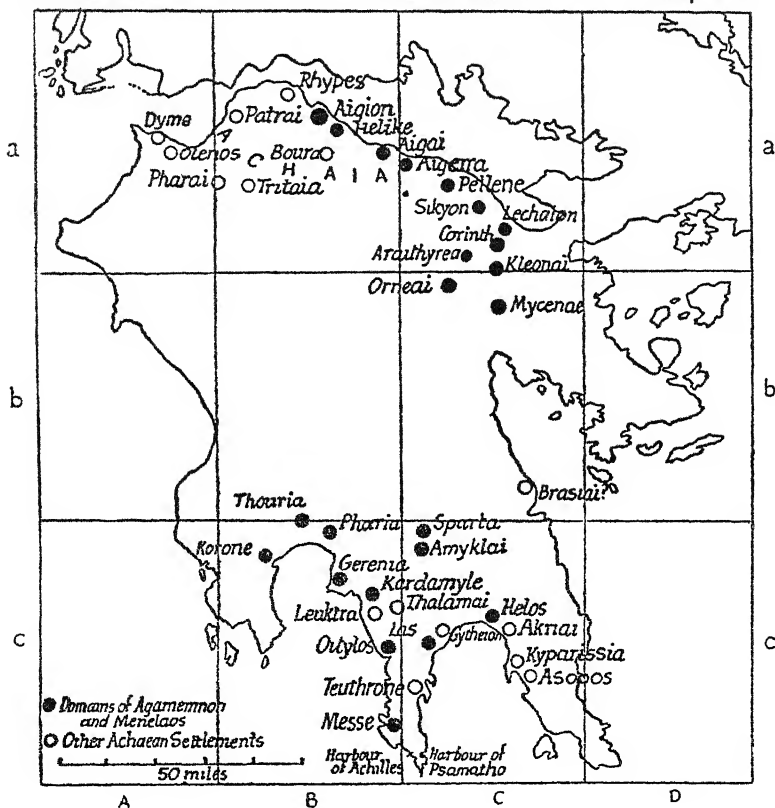 Rhypes
Dyme
Patrai
Aigion
Helike
Olenos
Boura
Aigai
Aigeira
Pharai
Tritaia
A C H A I A
Pellene
Sikyon
Lechaion
Corinth
Araithyrea
Kleonai
Orneai
Mycenae
Brasiai?
Thouria
Pharia
Sparta
Korone
Amyklai
Gerenia
Kardamyle
Thalamai
Helos
Leuktra
Las
Gytheion
Akriai
Oitylos
Kyparissia
Asopos
Teuthrone
Messe
Harbour of Achilles
Harbour of Psamatho
Domains of Agamemnon
and Menelaos
Other Achaean Settlements
50 miles
a
a
b
b
c
c
A B C D